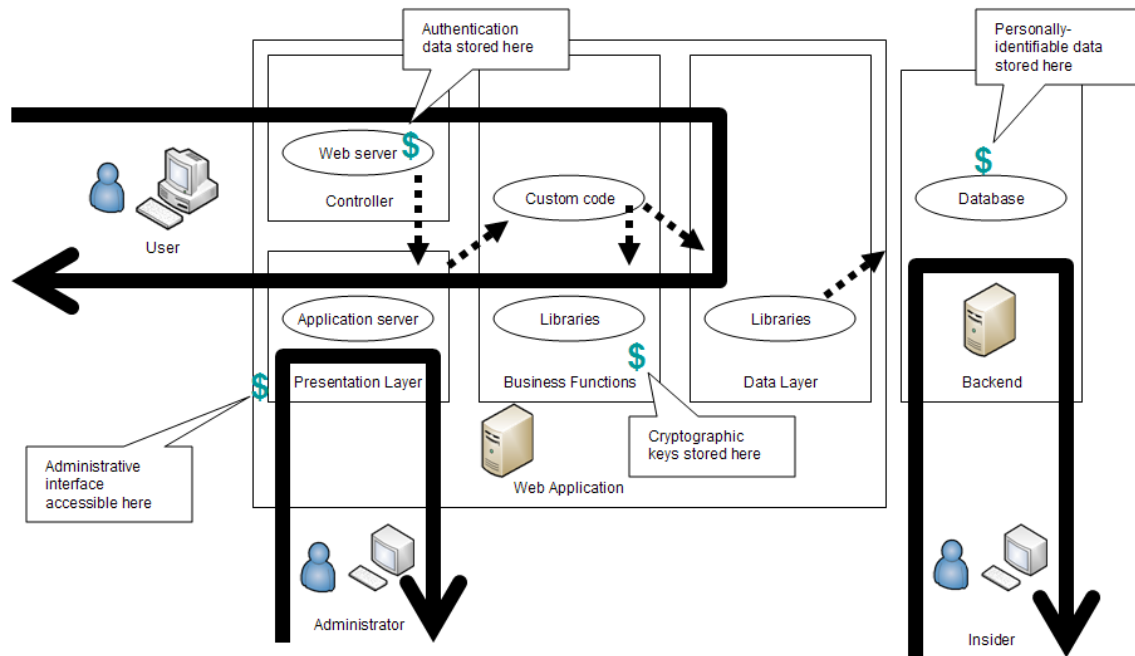 Authentication
data stored here
Personally-
identifiable data
stored here
$
Web server
Controller
User
Custom code
$
Database
Application server
Libraries
Libraries
$
Presentation Layer
Business Functions
Data Layer
Backend
$
Administrative
interface
accessible here
Cryptographic
keys stored here
Web Application
Administrator
Insider